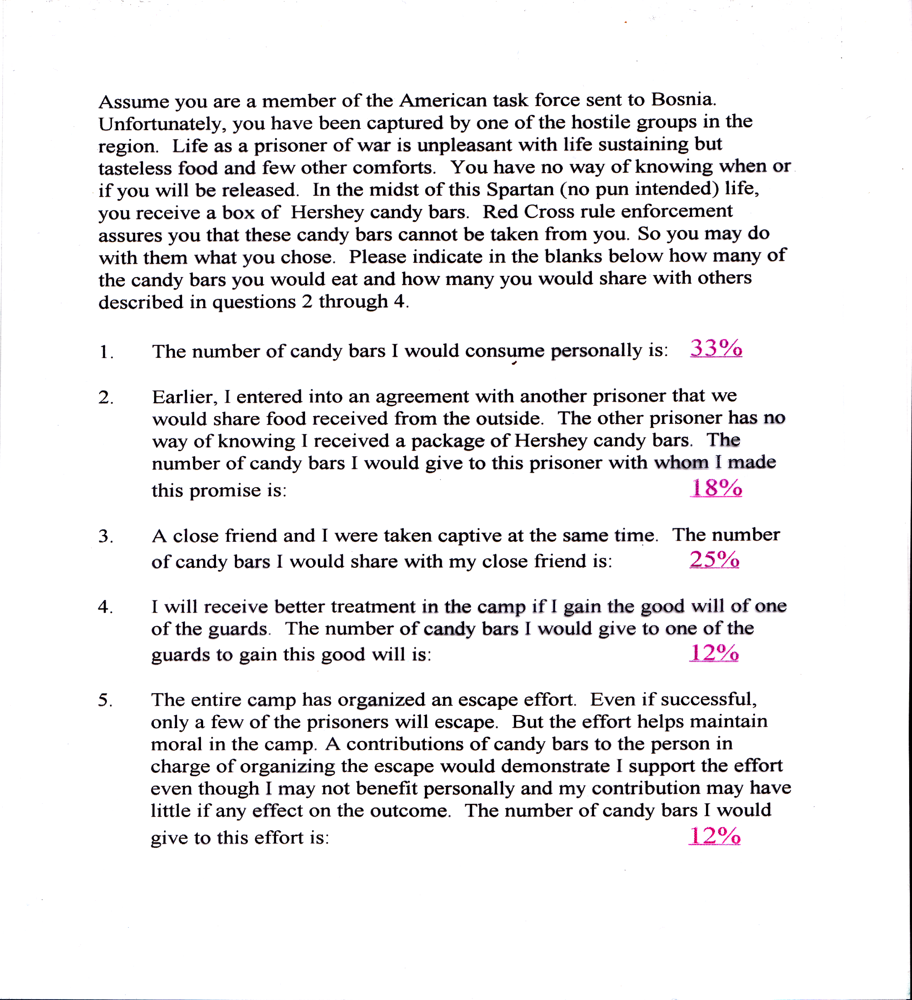 Assume you are a member of the American task force sent to Bosnia.
Unfortunately, you have been captured by one of the hostile groups in the
region. Life as a prisoner of war is unpleasant with life sustaining but
tasteless food and few other comforts. You have no way of knowing when or
if you will be released. In the midst of this Spartan (no pun intended) life,
you receive a box of Hershey candy bars. Red Cross rule enforcement
assures you that these candy bars cannot be taken from you. So you may do
with them what you chose. Please indicate in the blanks below how many of
the candy bars you would eat and how many you would share with others
described in questions 2 through 4.
1. The number of candy bars I would consume personally is: 33%
2. Earlier, I entered into an agreement with another prisoner that we
would share food received from the outside. The other prisoner has no
way of knowing I received a package of Hershey candy bars. The
number of candy bars I would give to this prisoner with whom I made
this promise is: 18%
3. A close friend and I were taken captive at the same time. The number
of candy bars I would share with my close friend is: 25%
4. I will receive better treatment in the camp if I gain the good will of one
of the guards. The number of candy bars I would give to one of the
guards to gain this good will is: 12%
5. The entire camp has organized an escape effort. Even if successful,
only a few of the prisoners will escape. But the effort helps maintain
moral in the camp. A contributions of candy bars to the person in
charge of organizing the escape would demonstrate I support the effort
even though I may not benefit personally and my contribution may have
little if any effect on the outcome. The number of candy bars I would
give to this effort is: 12%